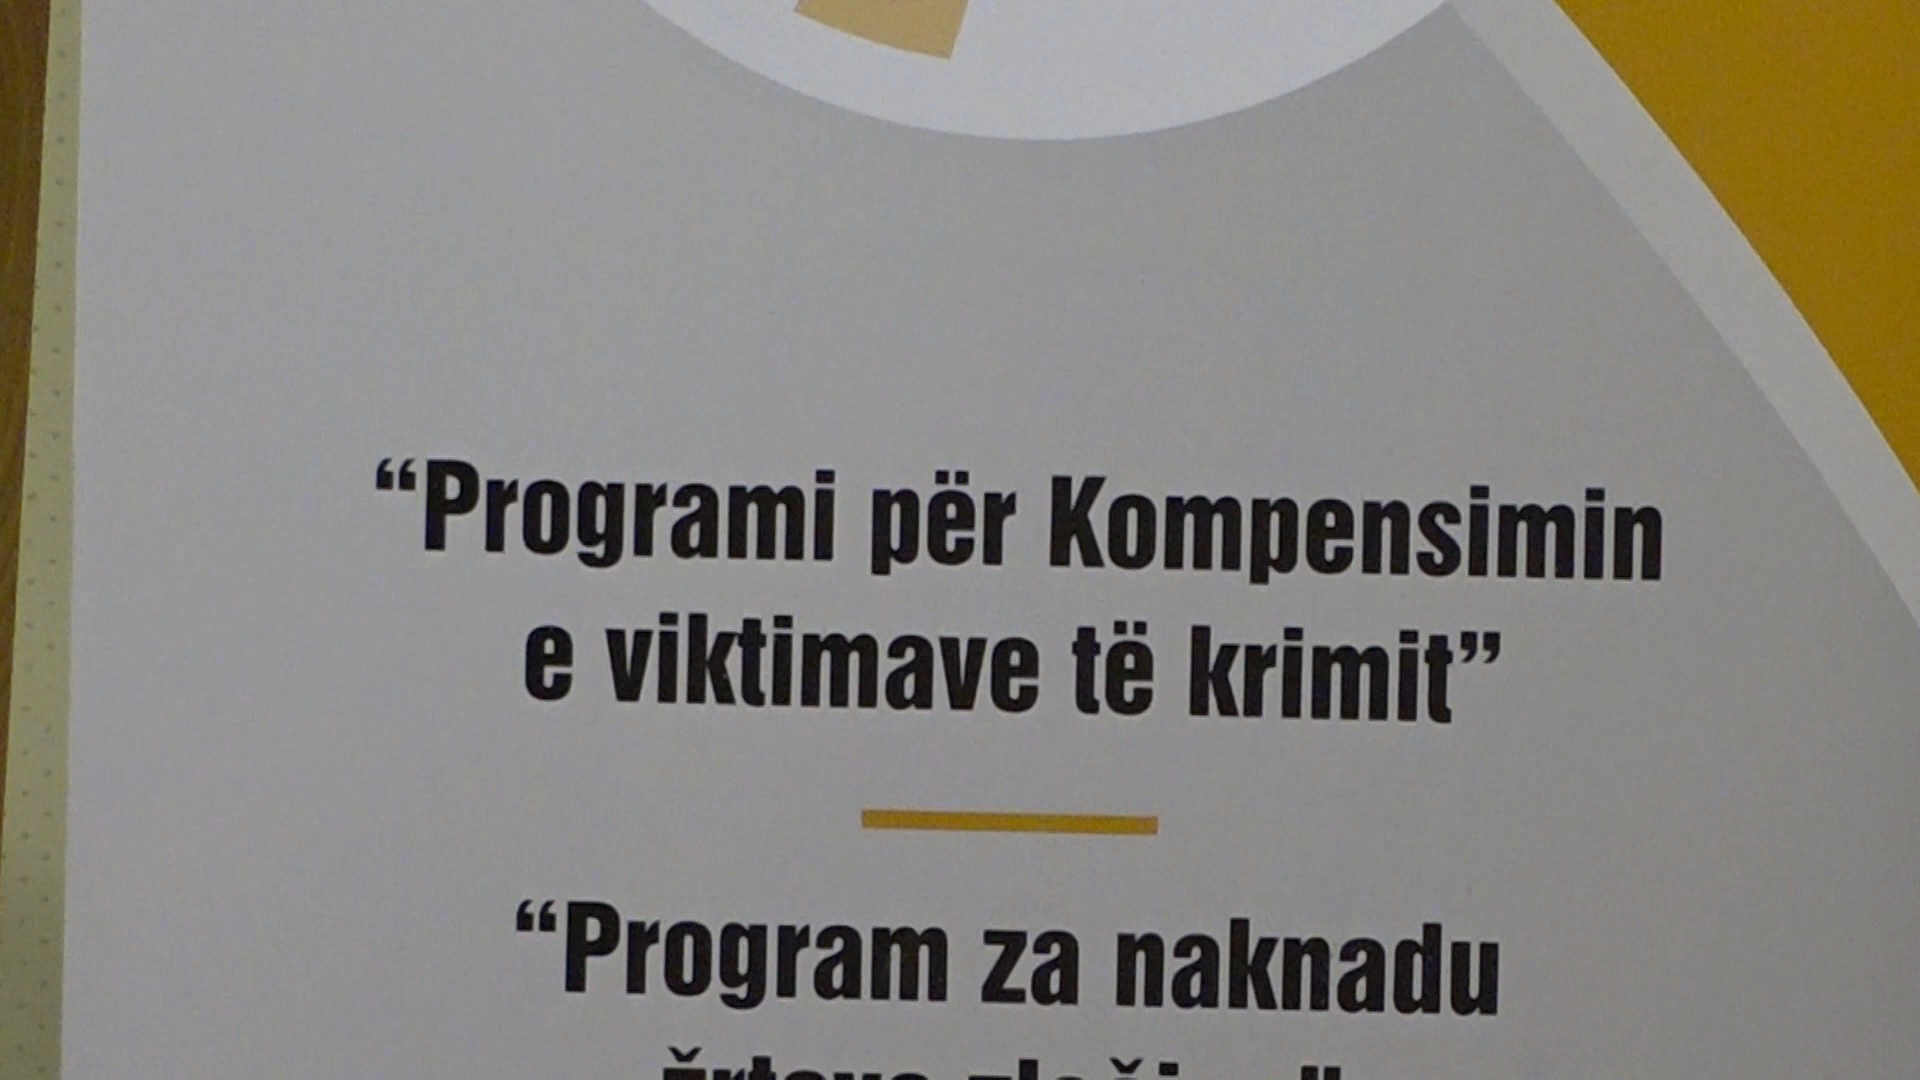 “Programi për Kompensimin
e viktimave të krimit”
“Program za naknadu